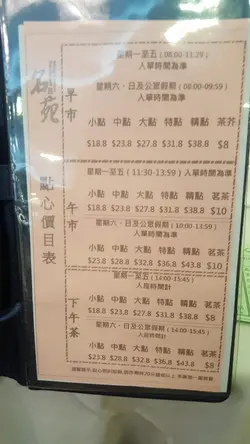 苑
點心價目表
早市
星期一至五 ( 08:00-11:29 )
入單時間為準
星期六、日及公眾假期 ( 08:00-09:59 )
入單時間為準
小點 中點 大點 特點 精點 茶芥
$18.8 $23.8 $27.8 $31.8 $38.8 $8
午市
星期一至五 ( 11:30-13:59 ) 入單時間為準
小點 中點 大點 特點 精點 茗茶
$18.8 $23.8 $27.8 $31.8 $38.8 $10
星期六、日及公眾假期 ( 10:00-13:59 )
入單時間為準
小點 中點 大點 特點 精點 茗茶
$23.8 $28.8 $32.8 $36.8 $43.8 $10
下午茶
星期一至五 ( 14:00-15:45 )
入座時間計
小點 中點 大點 特點 精點 茗茶
$18.8 $23.8 $27.8 $31.8 $38.8 $8
星期六、日及公眾假期 ( 14:00-15:45 )
入座時間計
小點 中點 大點 特點 精點 茗茶
$23.8 $28.8 $32.8 $36.8 $43.8 $8